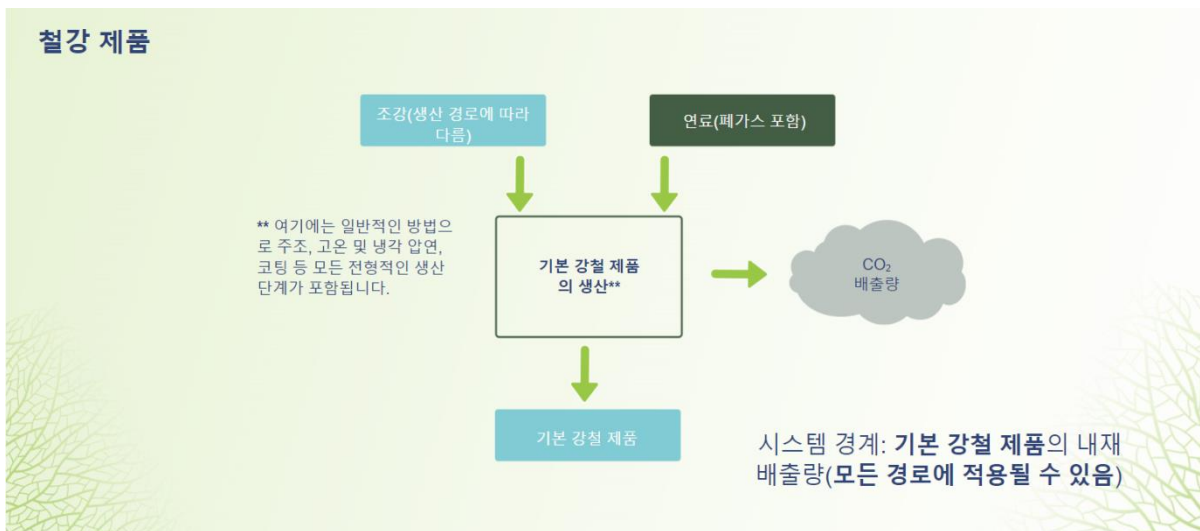 철강 제품
조강(생산 경로에 따라
다름)
연료(폐가스 포함)
** 여기에는 일반적인 방법으
로 주조, 고온 및 냉각 압연,
코팅 등 모든 전형적인 생산
단계가 포함됩니다.
기본 강철 제품
의 생산**
CO₂
배출량
기본 강철 제품
시스템 경계: 기본 강철 제품의 내재
배출량(모든 경로에 적용될 수 있음)